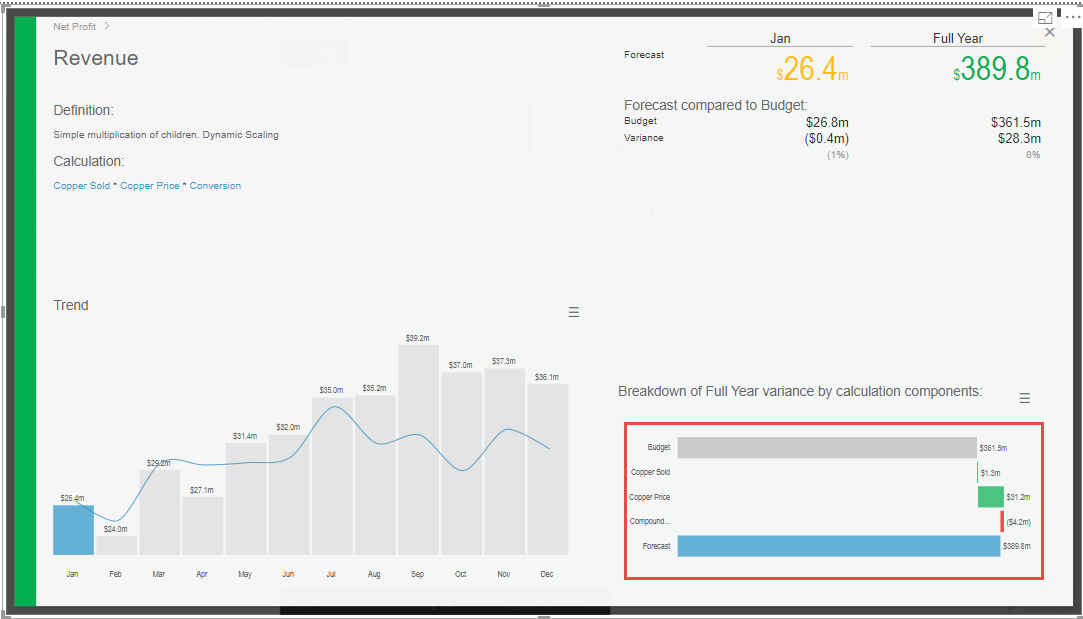 Net Profit >
Revenue
Definition:
Simple multiplication of children. Dynamic Scaling
Calculation:
Copper Sold * Copper Price * Conversion
Jan Full Year
Forecast $26.4m $389.8m
Forecast compared to Budget:
Budget $26.8m $361.5m
Variance ($0.4m) $28.3m
(1%) 8%
Trend
$26.4m $24.0m $29.2m $27.1m $31.4m $32.0m $35.0m $35.2m $39.2m $37.0m $37.3m $36.1m
Jan Feb Mar Apr May Jun Jul Aug Sep Oct Nov Dec
Breakdown of Full Year variance by calculation components:
Budget $361.5m
Copper Sold $1.3m
Copper Price $31.2m
Compound... ($4.2m)
Forecast $389.8m